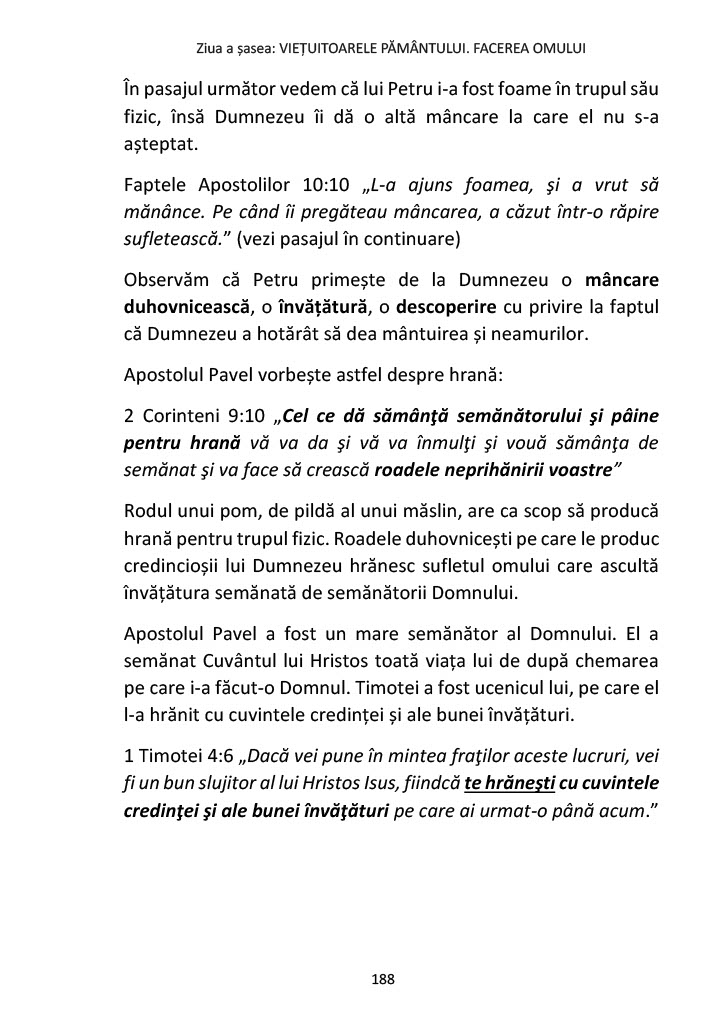 Ziua a șasea: VIEȚUITOARELE PĂMÂNTULUI. FACEREA OMULUI
În pasajul următor vedem că lui Petru i-a fost foame în trupul său
fizic, însă Dumnezeu îi dă o altă mâncare la care el nu s-a
așteptat.
Faptele Apostolilor 10:10 „L-a ajuns foamea, şi a vrut să
mănânce. Pe când îi pregăteau mâncarea, a căzut într-o răpire
sufletească.” (vezi pasajul în continuare)
Observăm că Petru primește de la Dumnezeu o mâncare
duhovnicească, o învățătură, o descoperire cu privire la faptul
că Dumnezeu a hotărât să dea mântuirea și neamurilor.
Apostolul Pavel vorbește astfel despre hrană:
2 Corinteni 9:10 „Cel ce dă sămânţă semănătorului şi pâine
pentru hrană vă va da şi vă va înmulţi şi vouă sămânţa de
semănat şi va face să crească roadele neprihănirii voastre”
Rodul unui pom, de pildă al unui măslin, are ca scop să producă
hrană pentru trupul fizic. Roadele duhovnicești pe care le produc
credincioșii lui Dumnezeu hrănesc sufletul omului care ascultă
învățătura semănată de semănătorii Domnului.
Apostolul Pavel a fost un mare semănător al Domnului. El a
semănat Cuvântul lui Hristos toată viața lui de după chemarea
pe care i-a făcut-o Domnul. Timotei a fost ucenicul lui, pe care el
l-a hrănit cu cuvintele credinței și ale bunei învățături.
1 Timotei 4:6 „Dacă vei pune în mintea fraţilor aceste lucruri, vei
fi un bun slujitor al lui Hristos Isus, fiindcă te hrăneşti cu cuvintele
credinţei şi ale bunei învăţături pe care ai urmat-o până acum.”
188